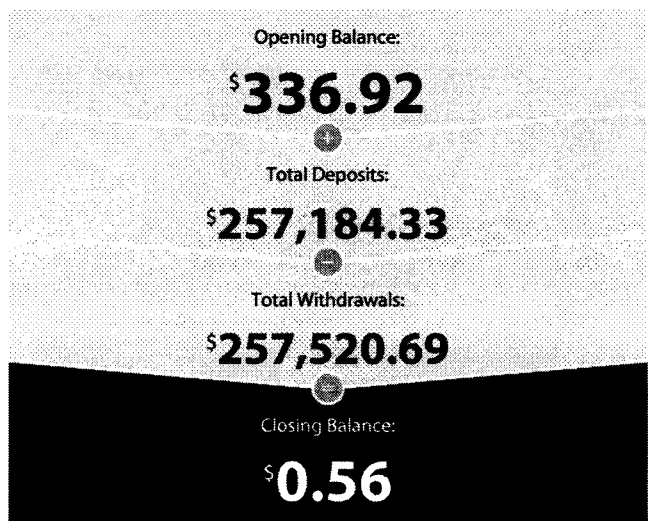 Opening Balance:
$336.92
+
Total Deposits:
$257,184.33
−
Total Withdrawals:
$257,520.69
=
Closing Balance:
$0.56